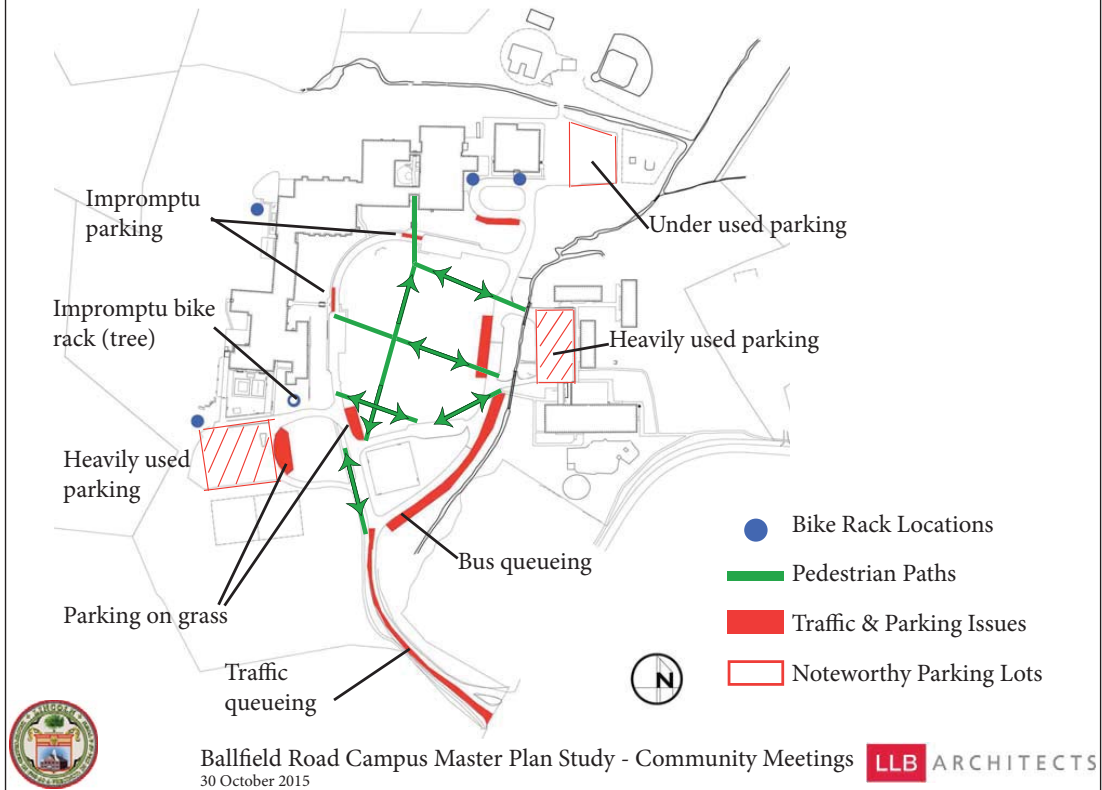 Impromptu
parking
Under used parking
Impromptu bike
rack (tree)
Heavily used parking
Heavily used
parking
Bus queueing
Parking on grass
Traffic
queueing
Bike Rack Locations
Pedestrian Paths
Traffic & Parking Issues
Noteworthy Parking Lots
N
LINCOLN
Ballfield Road Campus Master Plan Study - Community Meetings
30 October 2015
LLB ARCHITECTS